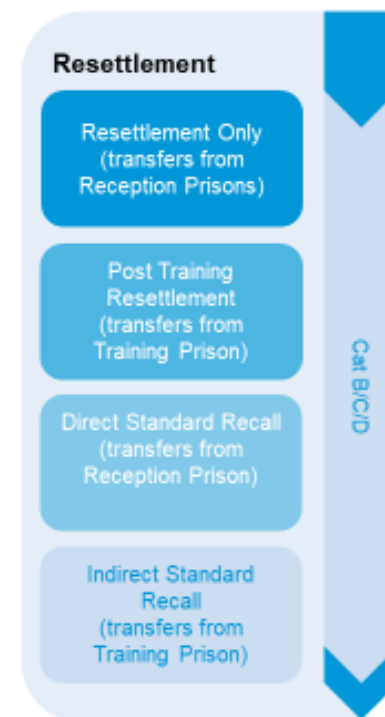 Resettlement
Resettlement Only
(transfers from
Reception Prisons)
Post Training
Resettlement
(transfers from
Training Prison)
Direct Standard Recall
(transfers from
Reception Prison)
Indirect Standard
Recall
(transfers from
Training Prison)
Cat B/C/D